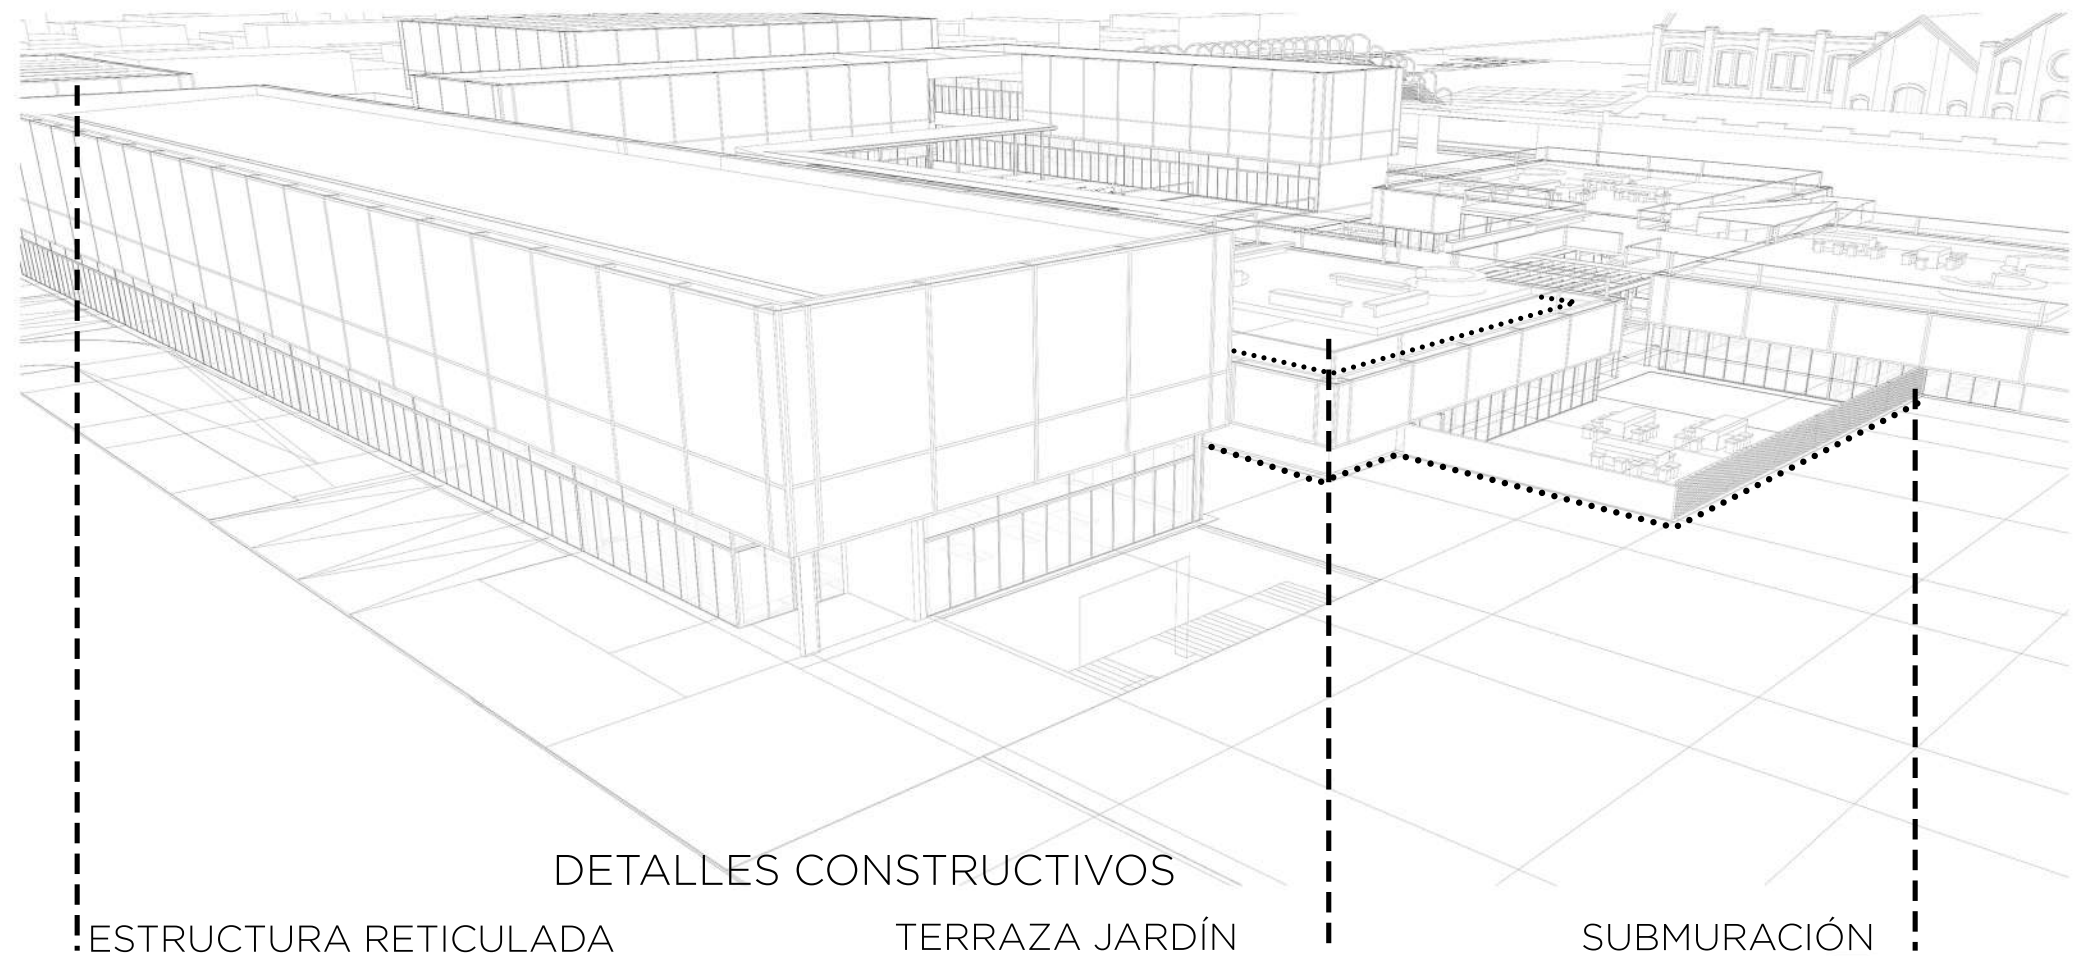 DETALLES CONSTRUCTIVOS
ESTRUCTURA RETICULADA
TERRAZA JARDÍN
SUBMURACIÓN